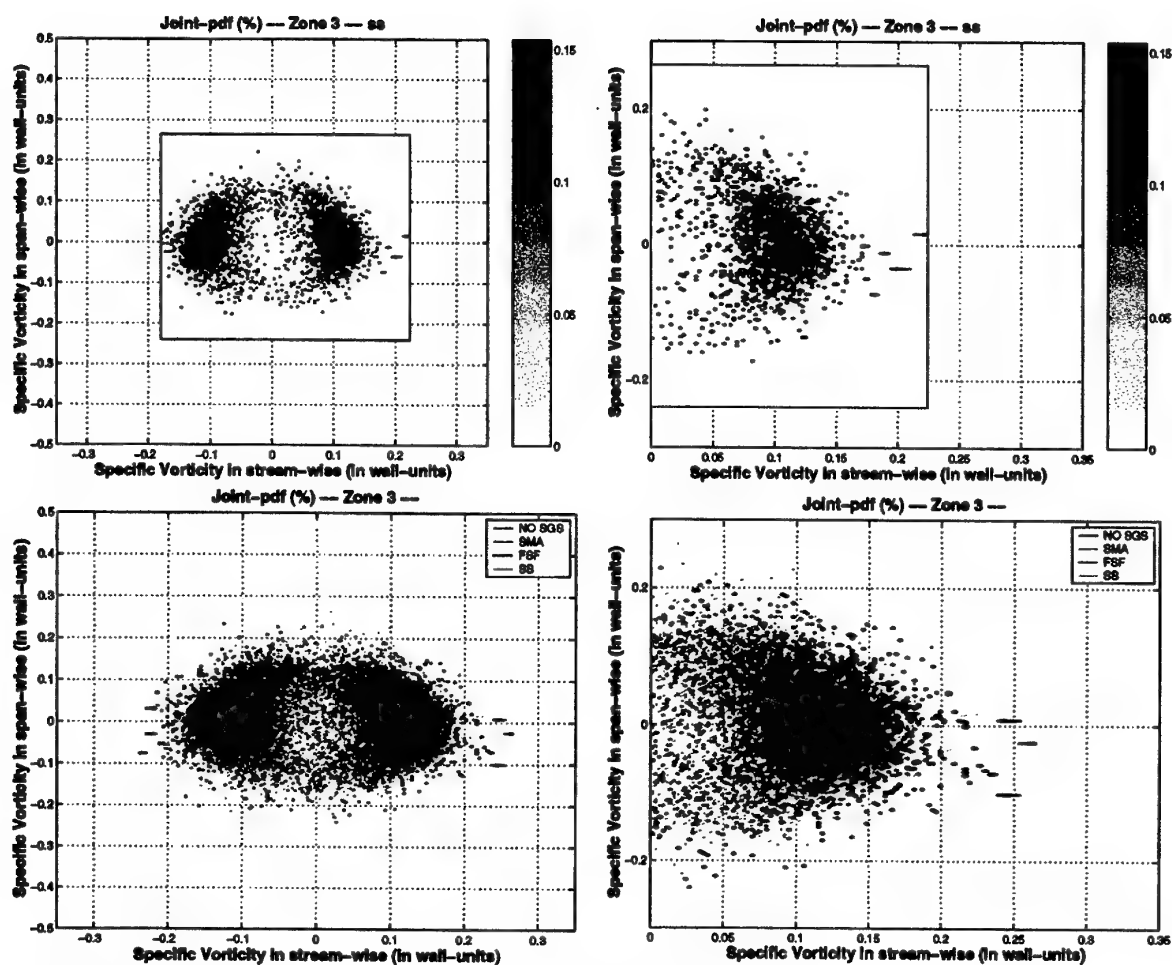 Joint-pdf (%) --- Zone 3 --- ss
Specific Vorticity in span-wise (in wall-units)
0.5
0.4
0.3
0.2
0.1
0
-0.1
-0.2
-0.3
-0.4
-0.5
-0.3 -0.2 -0.1 0 0.1 0.2 0.3
Specific Vorticity in stream-wise (in wall-units)
0.15
0.1
0.05
0
Joint-pdf (%) --- Zone 3 --- ss
Specific Vorticity in span-wise (in wall-units)
0.2
0
-0.2
0 0.05 0.1 0.15 0.2 0.25 0.3 0.35
Specific Vorticity in stream-wise (in wall-units)
0.15
0.1
0.05
0
Joint-pdf (%) --- Zone 3 ---
Specific Vorticity in span-wise (in wall-units)
0.5
0.4
0.3
0.2
0.1
0
-0.1
-0.2
-0.3
-0.4
-0.5
-0.3 -0.2 -0.1 0 0.1 0.2 0.3
Specific Vorticity in stream-wise (in wall-units)
NO SGS
SMA
FSF
SS
Joint-pdf (%) --- Zone 3 ---
Specific Vorticity in span-wise (in wall-units)
0.2
0
-0.2
0 0.05 0.1 0.15 0.2 0.25 0.3 0.35
Specific Vorticity in stream-wise (in wall-units)
NO SGS
SMA
FSF
SS